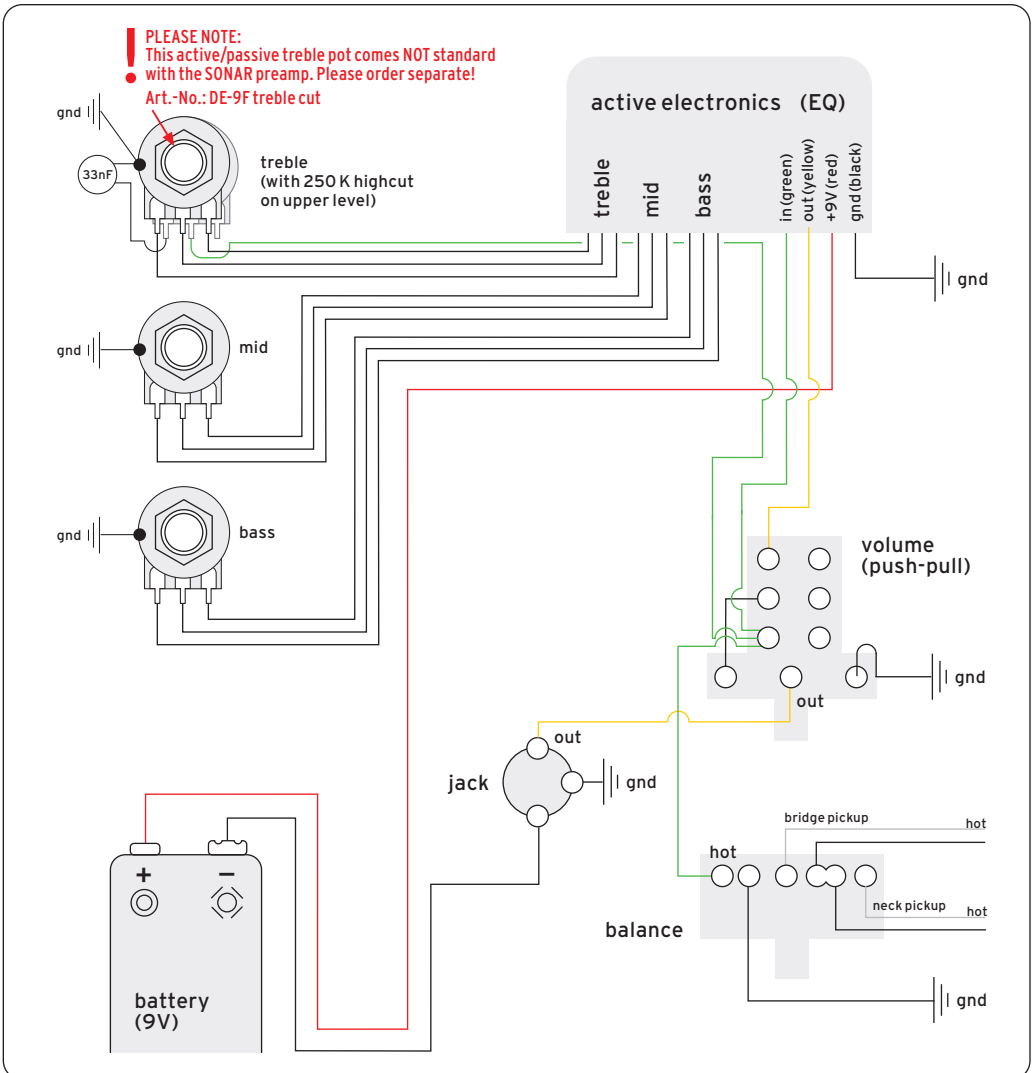 PLEASE NOTE:
This active/passive treble pot comes NOT standard
with the SONAR preamp. Please order separate!
Art.-No.: DE-9F treble cut
gnd
33nF
treble
(with 250 K highcut
on upper level)
active electronics (EQ)
treble
mid
bass
in (green)
out (yellow)
+9V (red)
gnd (black)
gnd
gnd
mid
gnd
bass
volume
(push-pull)
out
gnd
out
jack
gnd
bridge pickup
hot
hot
neck pickup
hot
balance
gnd
+
−
battery
(9V)